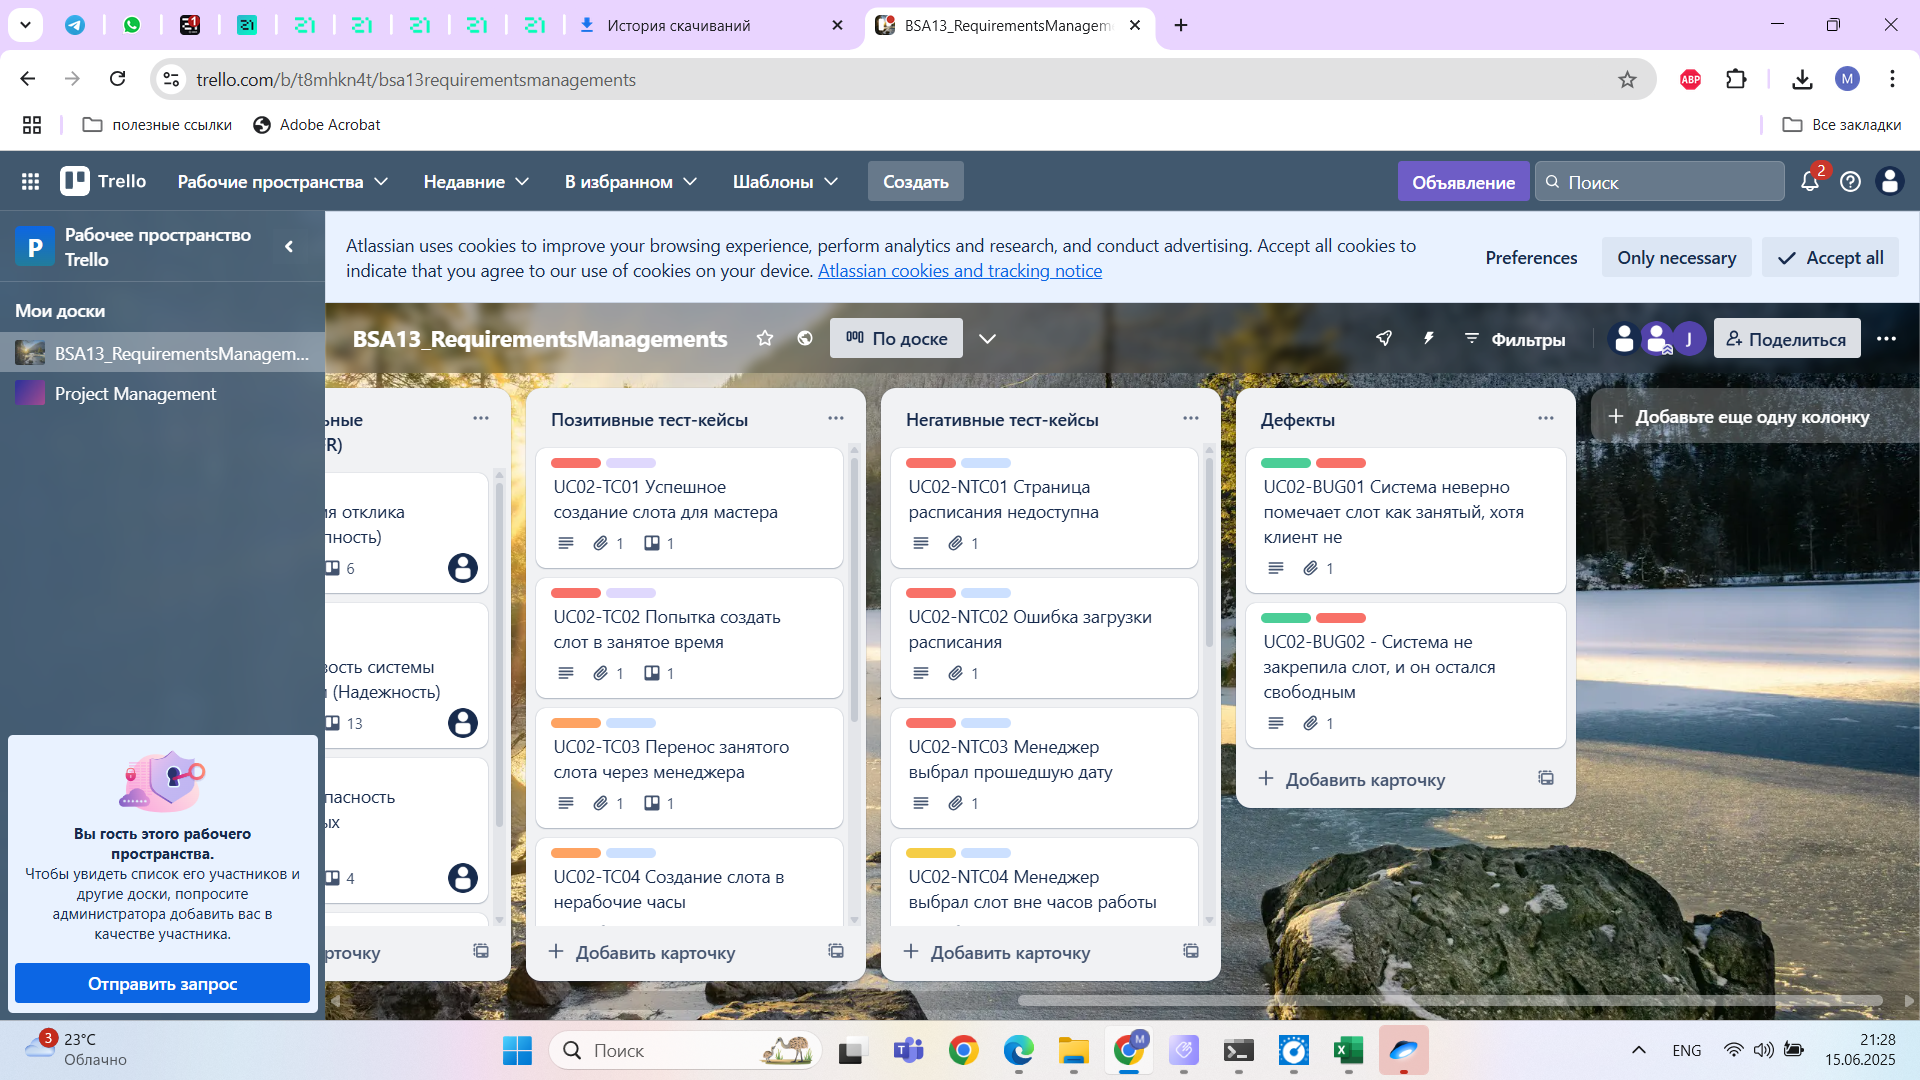 История скачиваний
BSA13_RequirementsManagem
trello.com/b/t8mhkn4t/bsa13requirementsmanagements
ABP
M
полезные ссылки
Adobe Acrobat
Все закладки
Trello
Рабочие пространства
Недавние
В избранном
Шаблоны
Создать
Объявление
Поиск
2
P
Рабочее пространство
Trello
Atlassian uses cookies to improve your browsing experience, perform analytics and research, and conduct advertising. Accept all cookies to
indicate that you agree to our use of cookies on your device. Atlassian cookies and tracking notice
Preferences
Only necessary
Accept all
Мои доски
BSA13_RequirementsManagem...
Project Management
BSA13_RequirementsManagements
По доске
Фильтры
J
Поделиться
ьные
R)
я отклика
пность)
6
вость системы
(Надежность)
13
пасность
ых
4
рточку
Позитивные тест-кейсы
UC02-TC01 Успешное
создание слота для мастера
1 1
UC02-TC02 Попытка создать
слот в занятое время
1 1
UC02-TC03 Перенос занятого
слота через менеджера
1 1
UC02-TC04 Создание слота в
нерабочие часы
Добавить карточку
Негативные тест-кейсы
UC02-NTC01 Страница
расписания недоступна
1
UC02-NTC02 Ошибка загрузки
расписания
1
UC02-NTC03 Менеджер
выбрал прошедшую дату
1
UC02-NTC04 Менеджер
выбрал слот вне часов работы
Добавить карточку
Дефекты
UC02-BUG01 Система неверно
помечает слот как занятый, хотя
клиент не
1
UC02-BUG02 - Система не
закрепила слот, и он остался
свободным
1
Добавить карточку
Добавьте еще одну колонку
Вы гость этого рабочего
пространства.
Чтобы увидеть список его участников и
другие доски, попросите
администратора добавить вас в
качестве участника.
Отправить запрос
3
23°C
Облачно
Поиск
M
ENG
21:28
15.06.2025